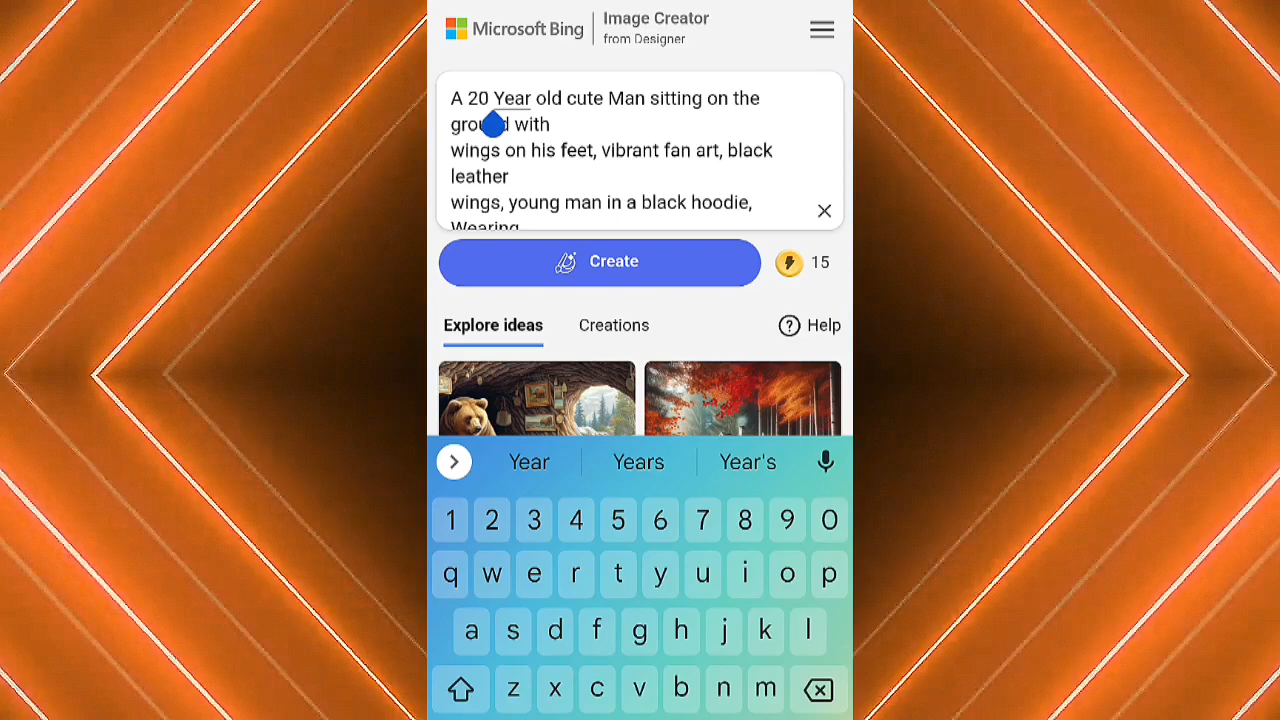 Microsoft Bing
Image Creator
from Designer
A 20 Year old cute Man sitting on the
ground with
wings on his feet, vibrant fan art, black
leather
wings, young man in a black hoodie,
Wearing
Create
15
Explore ideas
Creations
? Help
Year
Years
Year's
1 2 3 4 5 6 7 8 9 0
q w e r t y u i o p
a s d f g h j k l
z x c v b n m